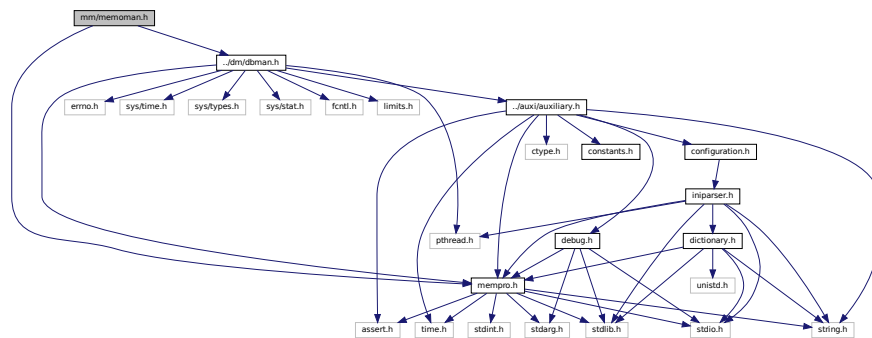 mm/memoman.h
../dm/dbman.h
errno.h sys/time.h sys/types.h sys/stat.h fcntl.h limits.h ../auxi/auxiliary.h
ctype.h constants.h configuration.h
iniparser.h
pthread.h debug.h dictionary.h
mempro.h unistd.h
assert.h time.h stdint.h stdarg.h stdlib.h stdio.h string.h